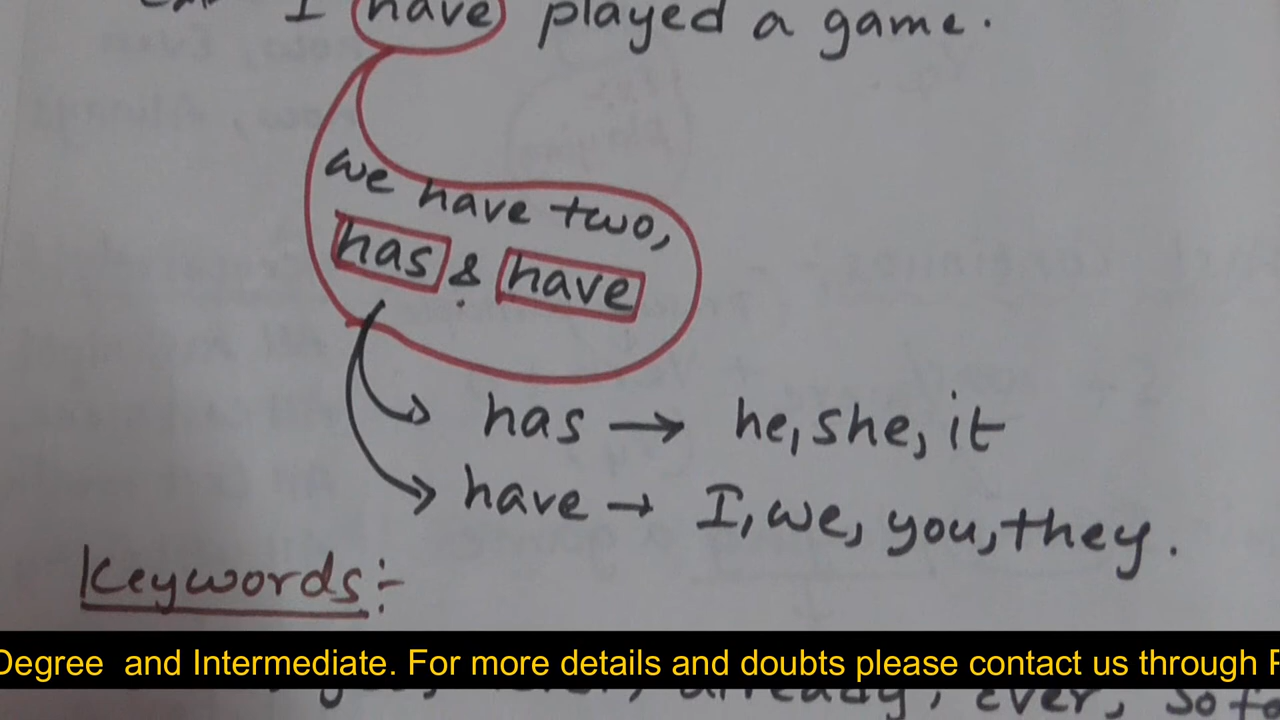 I have played a game.
we have two,
has & have
has → he, she, it
have → I, we, you, they.
Keywords:-
Degree and Intermediate. For more details and doubts please contact us through
already, ever,